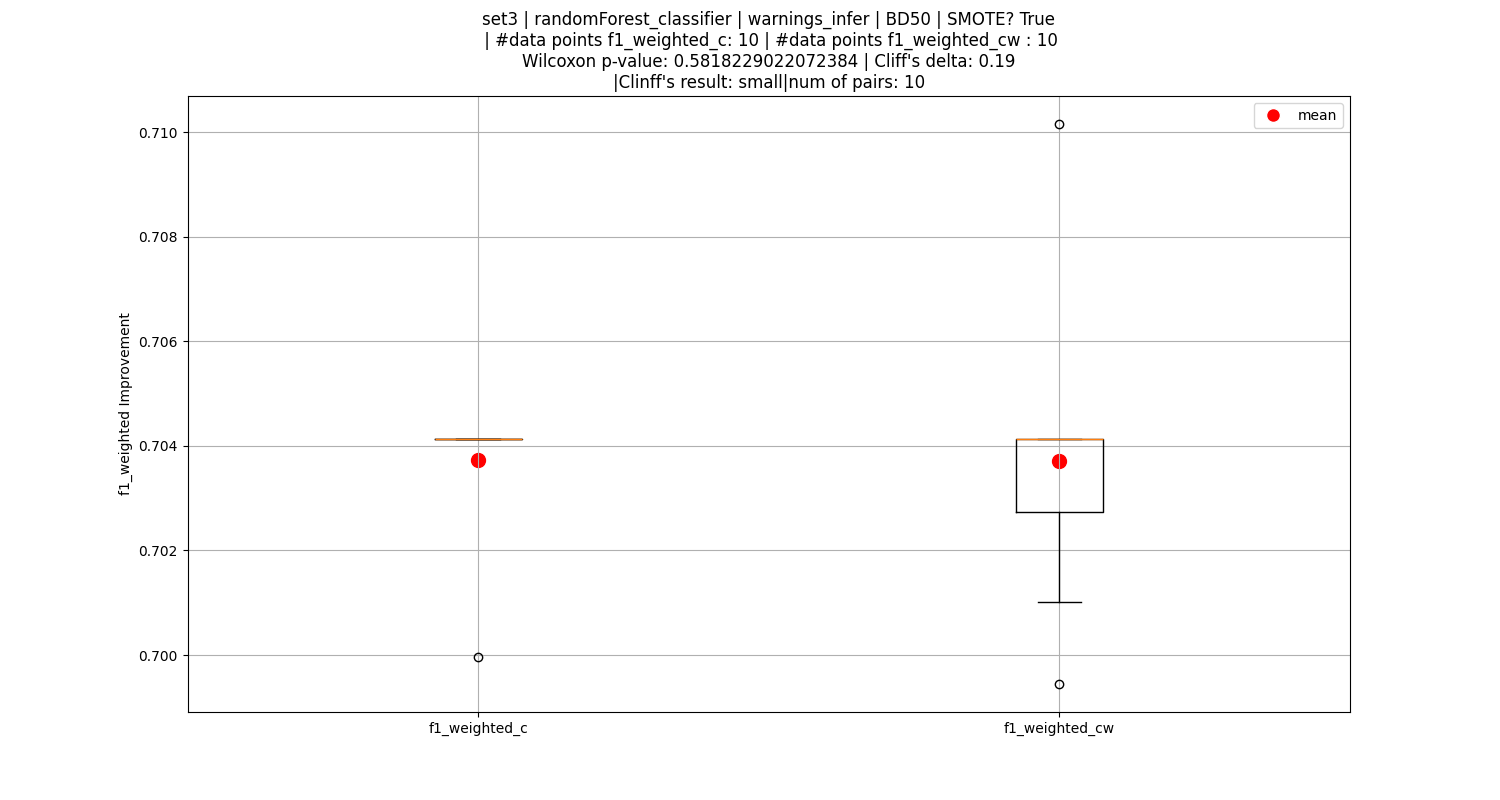 set3 | randomForest_classifier | warnings_infer | BD50 | SMOTE? True
| #data points f1_weighted_c: 10 | #data points f1_weighted_cw : 10
Wilcoxon p-value: 0.5818229022072384 | Cliff's delta: 0.19
|Clinff's result: small|num of pairs: 10
mean
0.710
0.708
0.706
0.704
0.702
0.700
f1_weighted Improvement
f1_weighted_c
f1_weighted_cw